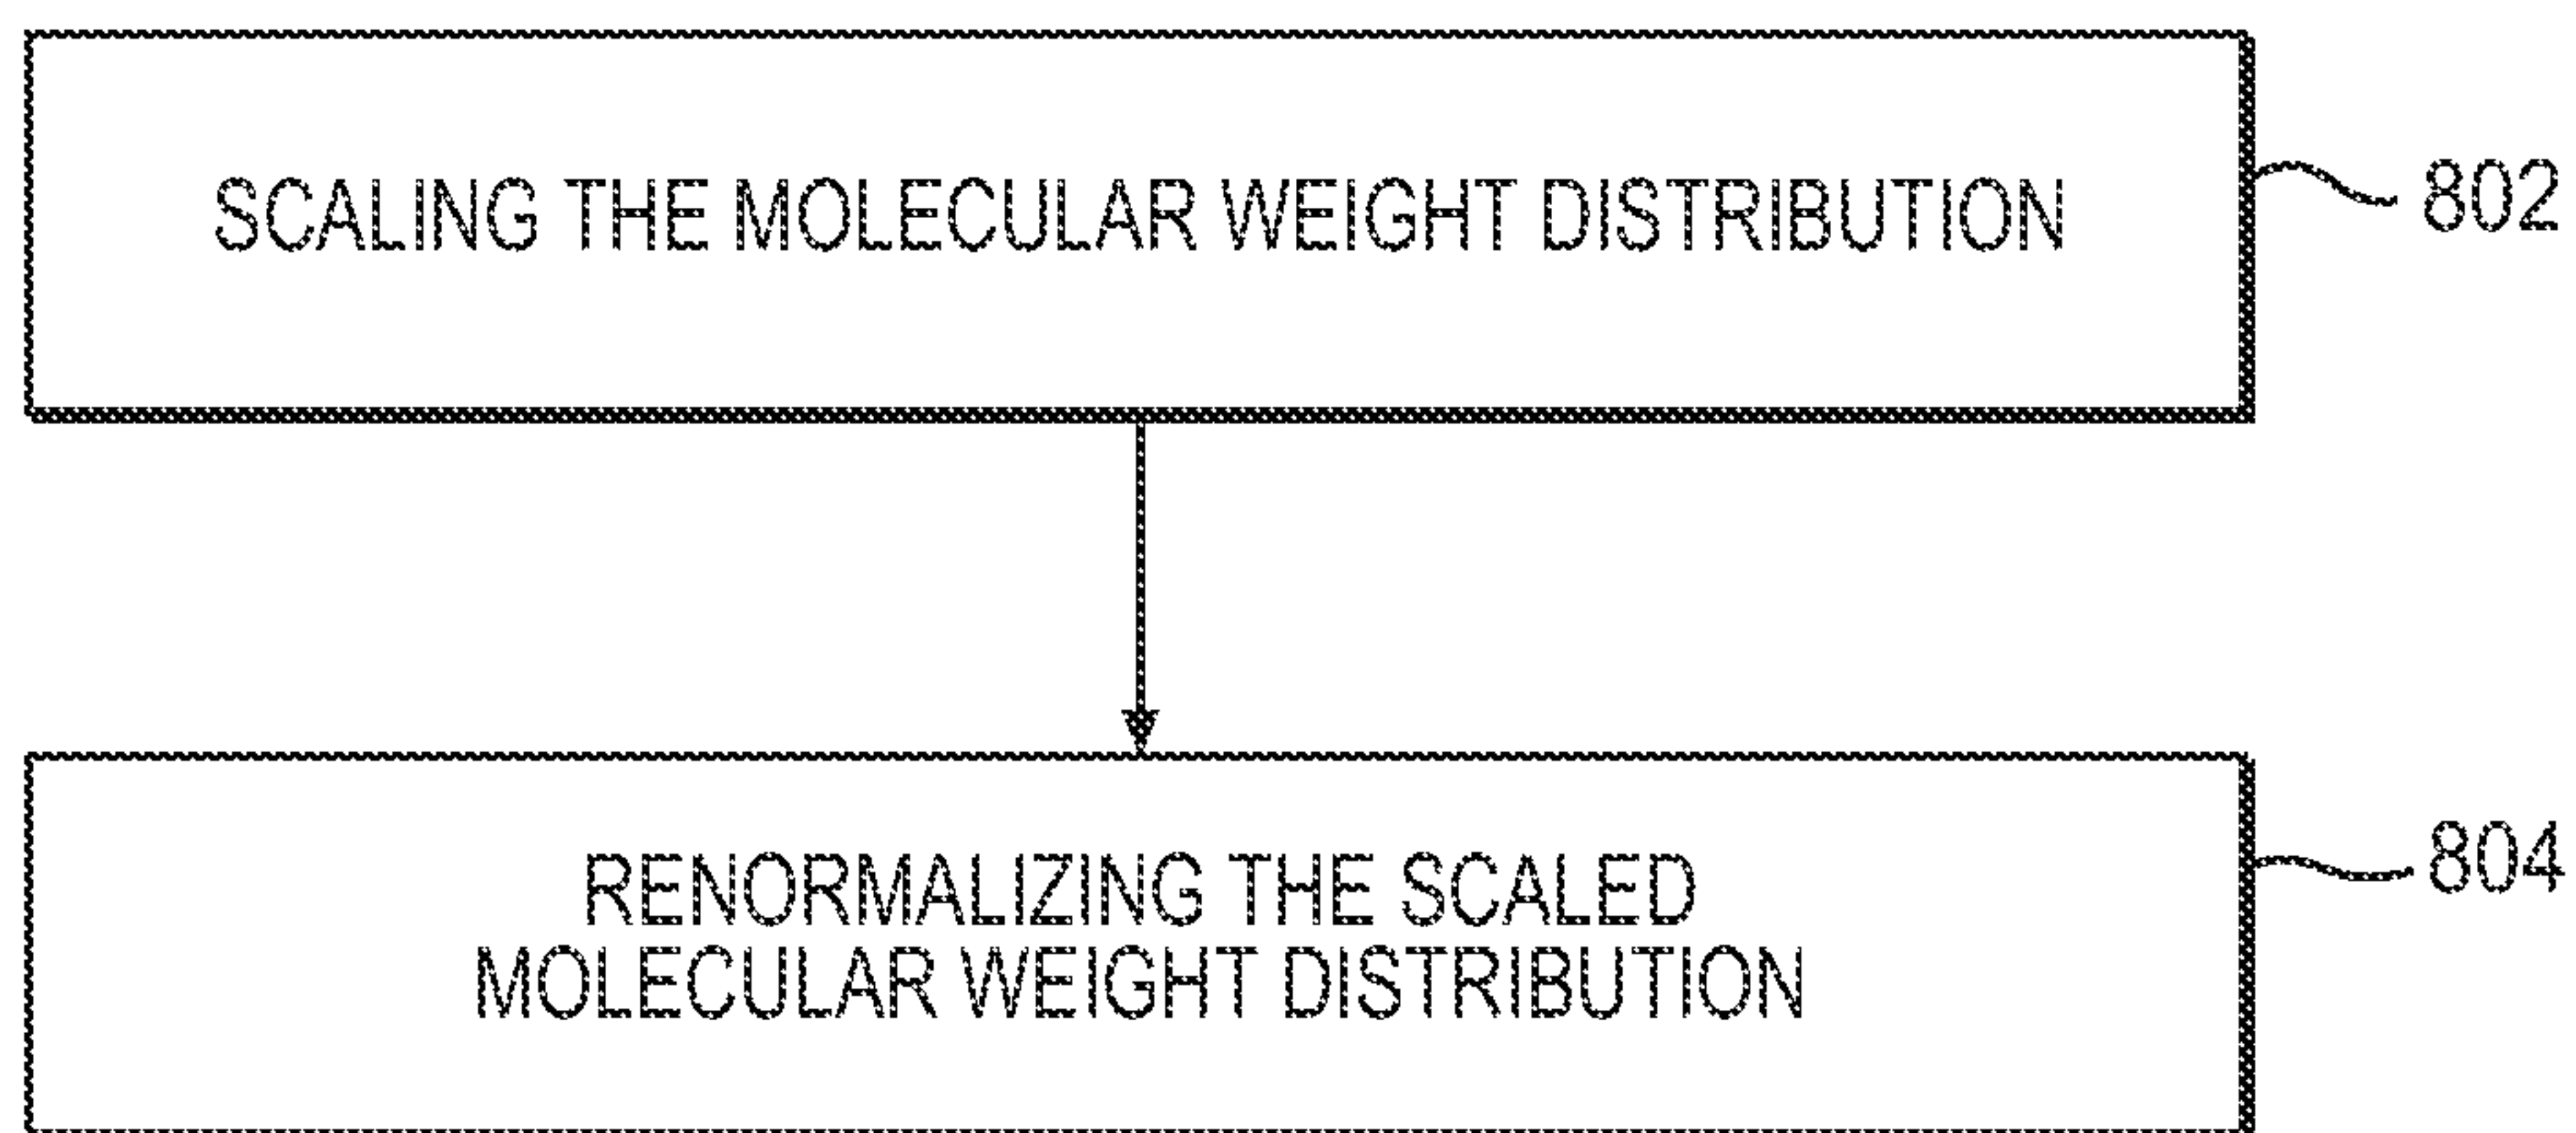 SCALING THE MOLECULAR WEIGHT DISTRIBUTION
802
RENORMALIZING THE SCALED
MOLECULAR WEIGHT DISTRIBUTION
804